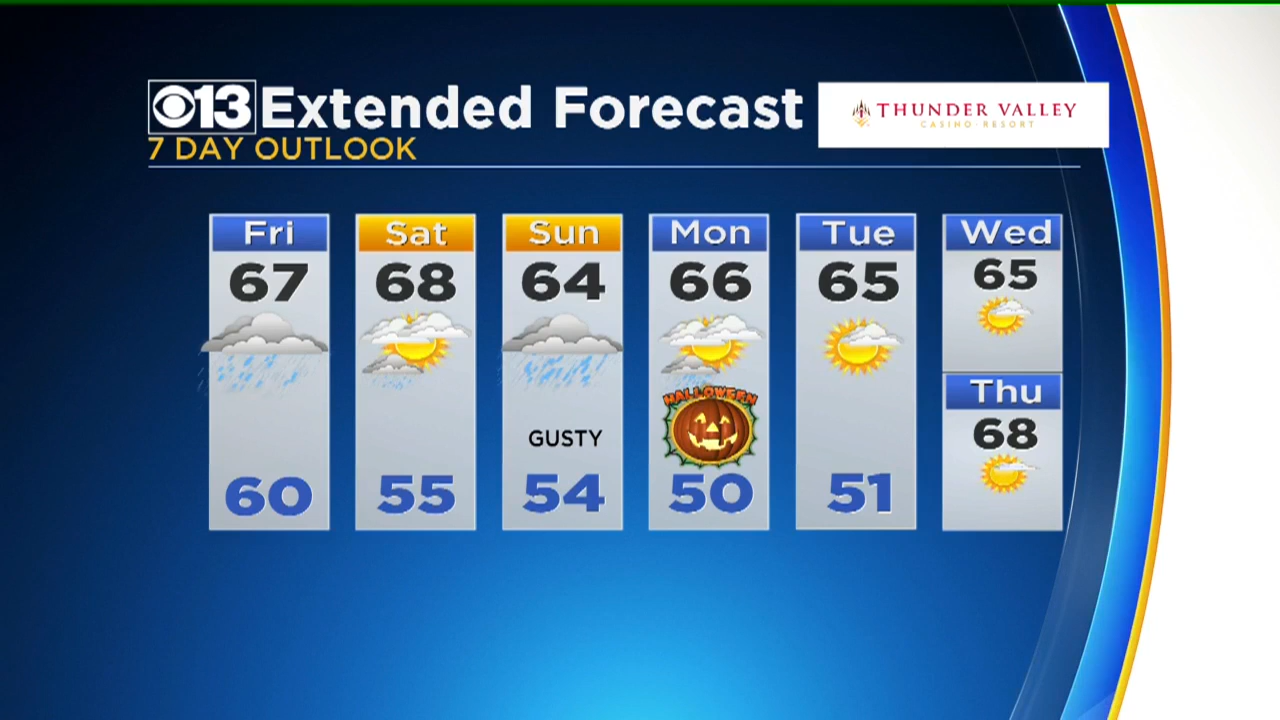 13 Extended Forecast
THUNDER VALLEY
CASINO · RESORT
7 DAY OUTLOOK
Fri
67
60
Sat
68
55
Sun
64
GUSTY
54
Mon
66
HALLOWEEN
50
Tue
65
51
Wed
65
Thu
68